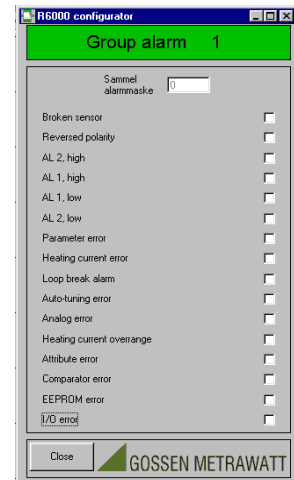 R6000 configurator
Group alarm 1
Sammel
alarmmaske 0
Broken sensor
Reversed polarity
AL 2, high
AL 1, high
AL 1, low
AL 2, low
Parameter error
Heating current error
Loop break alarm
Auto-tuning error
Analog error
Heating current overrange
Attribute error
Comparator error
EEPROM error
I/O error
Close
GOSSEN METRAWATT